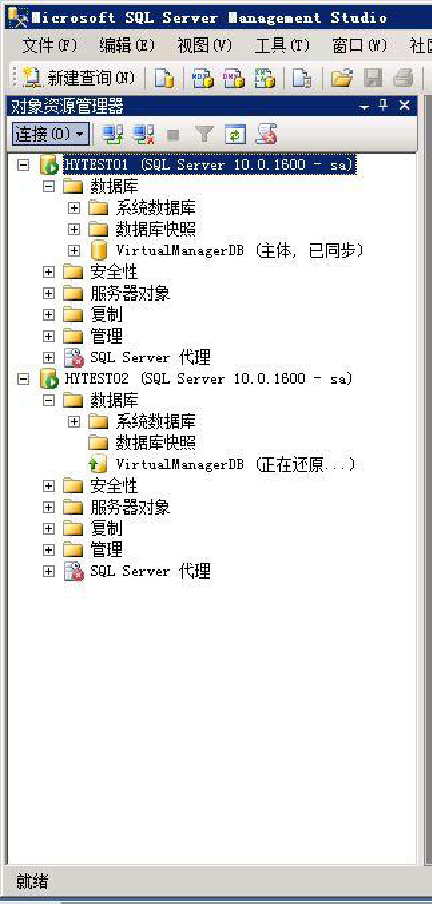 Microsoft SQL Server Management Studio
文件(F) 编辑(E) 视图(V) 工具(T) 窗口(W) 社
新建查询(N)
对象资源管理器
连接(O)
HYTEST01 (SQL Server 10.0.1600 - sa)
数据库
系统数据库
数据库快照
VirtualManagerDB (主体, 已同步)
安全性
服务器对象
复制
管理
SQL Server 代理
HYTEST02 (SQL Server 10.0.1600 - sa)
数据库
系统数据库
数据库快照
VirtualManagerDB (正在还原...)
安全性
服务器对象
复制
管理
SQL Server 代理
就绪